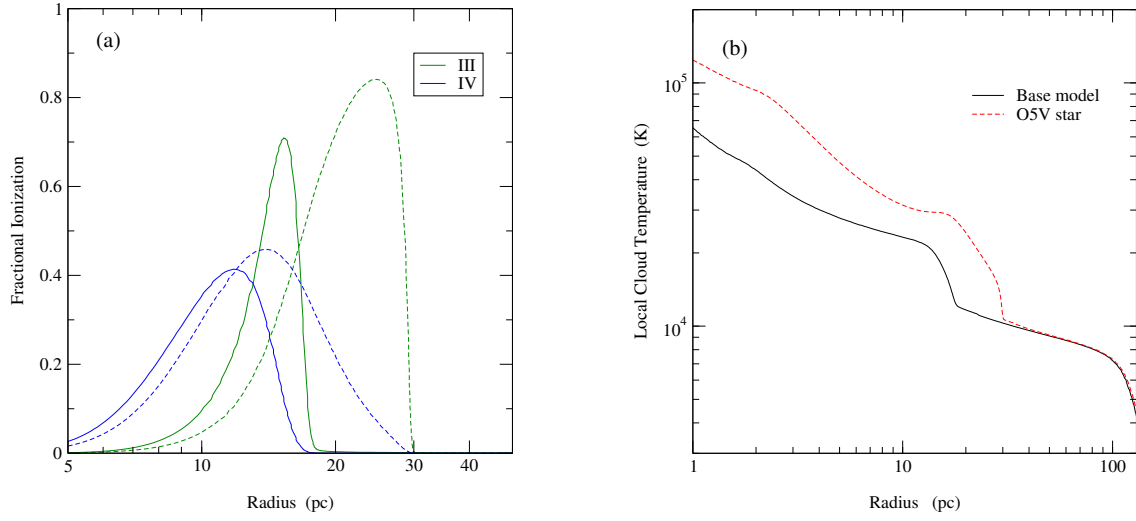 (a)
III
IV
Fractional Ionization
1
0.8
0.6
0.4
0.2
0
5
10
20
30
40
Radius (pc)
(b)
Base model
O5V star
Local Cloud Temperature (K)
10^5
10^4
1
10
100
Radius (pc)